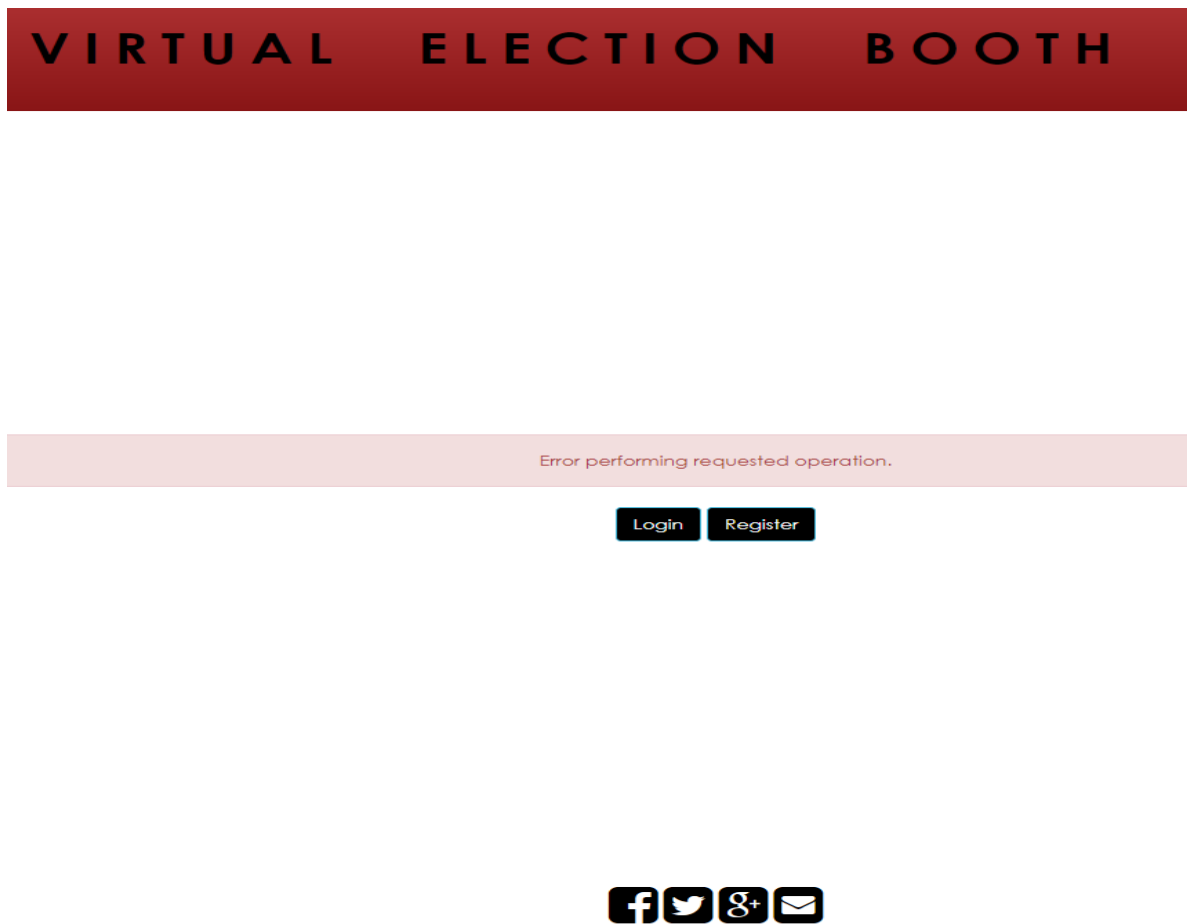 VIRTUAL ELECTION BOOTH
Error performing requested operation.
Login Register